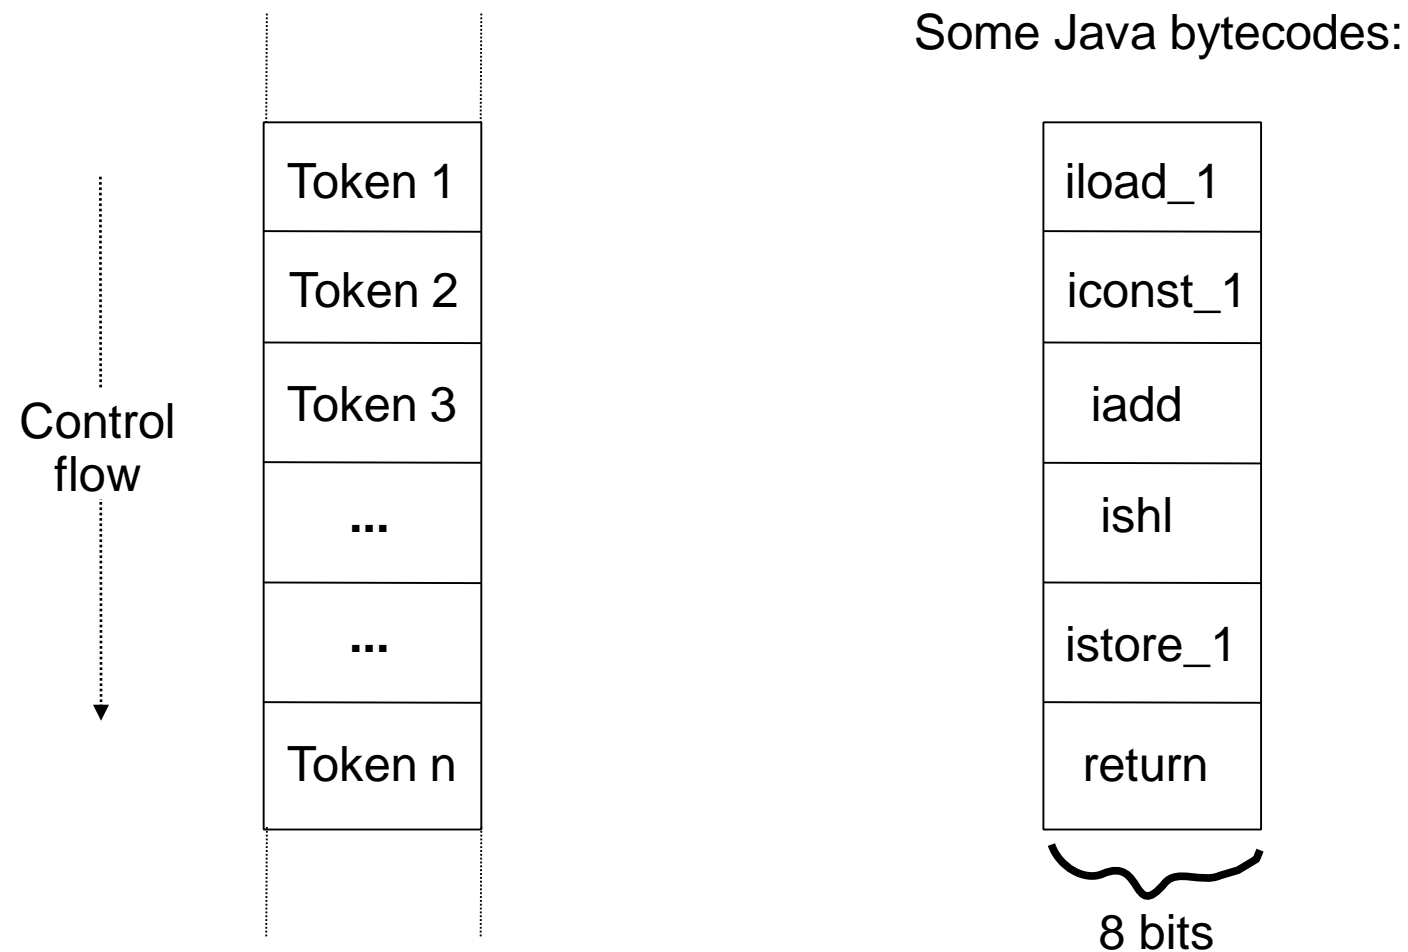 Some Java bytecodes:
Token 1
Token 2
Token 3
...
...
Token n
Control
flow
iload_1
iconst_1
iadd
ishl
istore_1
return
8 bits